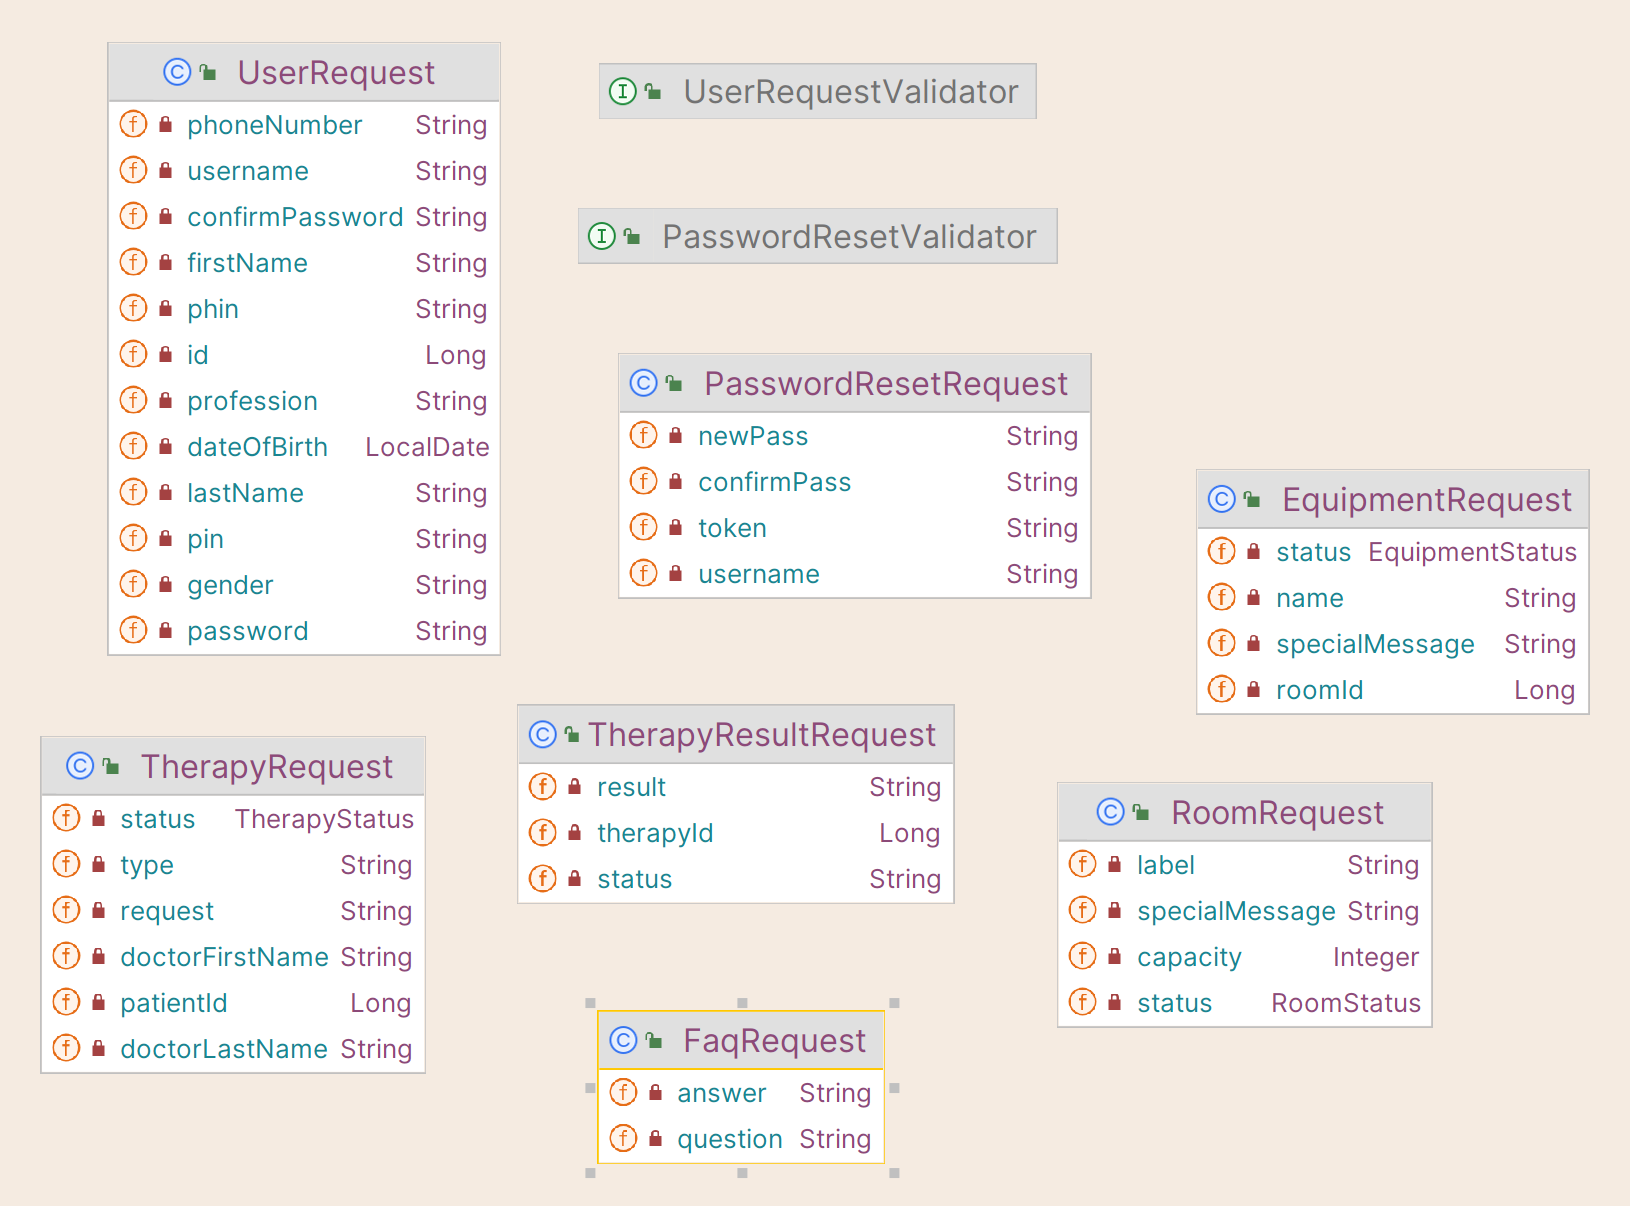 UserRequest
phoneNumber String
username String
confirmPassword String
firstName String
phin String
id Long
profession String
dateOfBirth LocalDate
lastName String
pin String
gender String
password String
UserRequestValidator
PasswordResetValidator
PasswordResetRequest
newPass String
confirmPass String
token String
username String
EquipmentRequest
status EquipmentStatus
name String
specialMessage String
roomId Long
TherapyRequest
status TherapyStatus
type String
request String
doctorFirstName String
patientId Long
doctorLastName String
TherapyResultRequest
result String
therapyId Long
status String
RoomRequest
label String
specialMessage String
capacity Integer
status RoomStatus
FaqRequest
answer String
question String